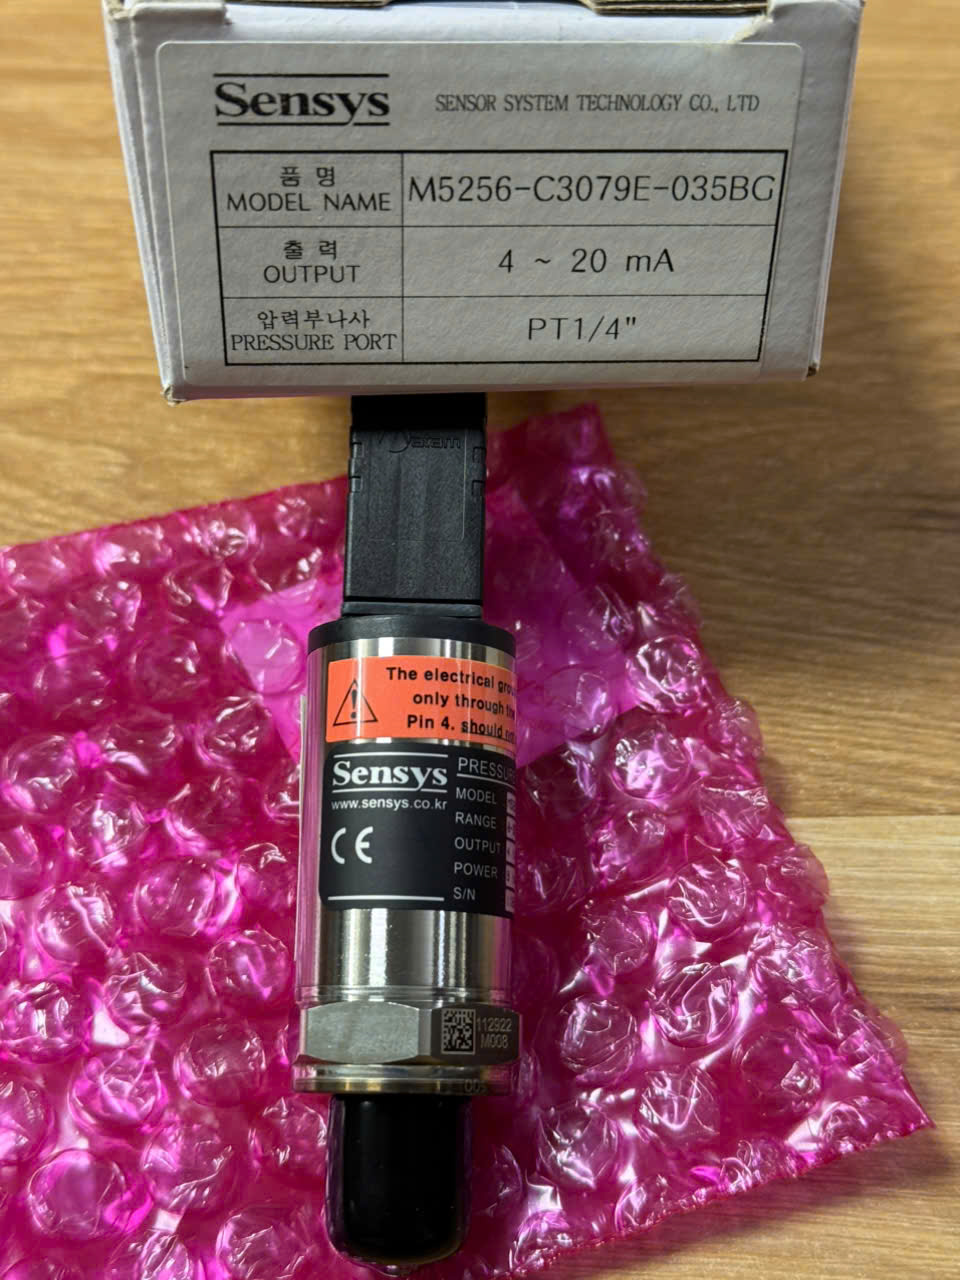 Sensys SENSOR SYSTEM TECHNOLOGY CO., LTD
품 명
MODEL NAME
M5256-C3079E-035BG
출 력
OUTPUT
4 ~ 20 mA
압력부나사
PRESSURE PORT
PT1/4"
The electrical
only through
Pin 4. should
Sensys
www.sensys.co.kr
CE
MODEL
RANGE
OUTPUT
POWER
S/N
112922
M008